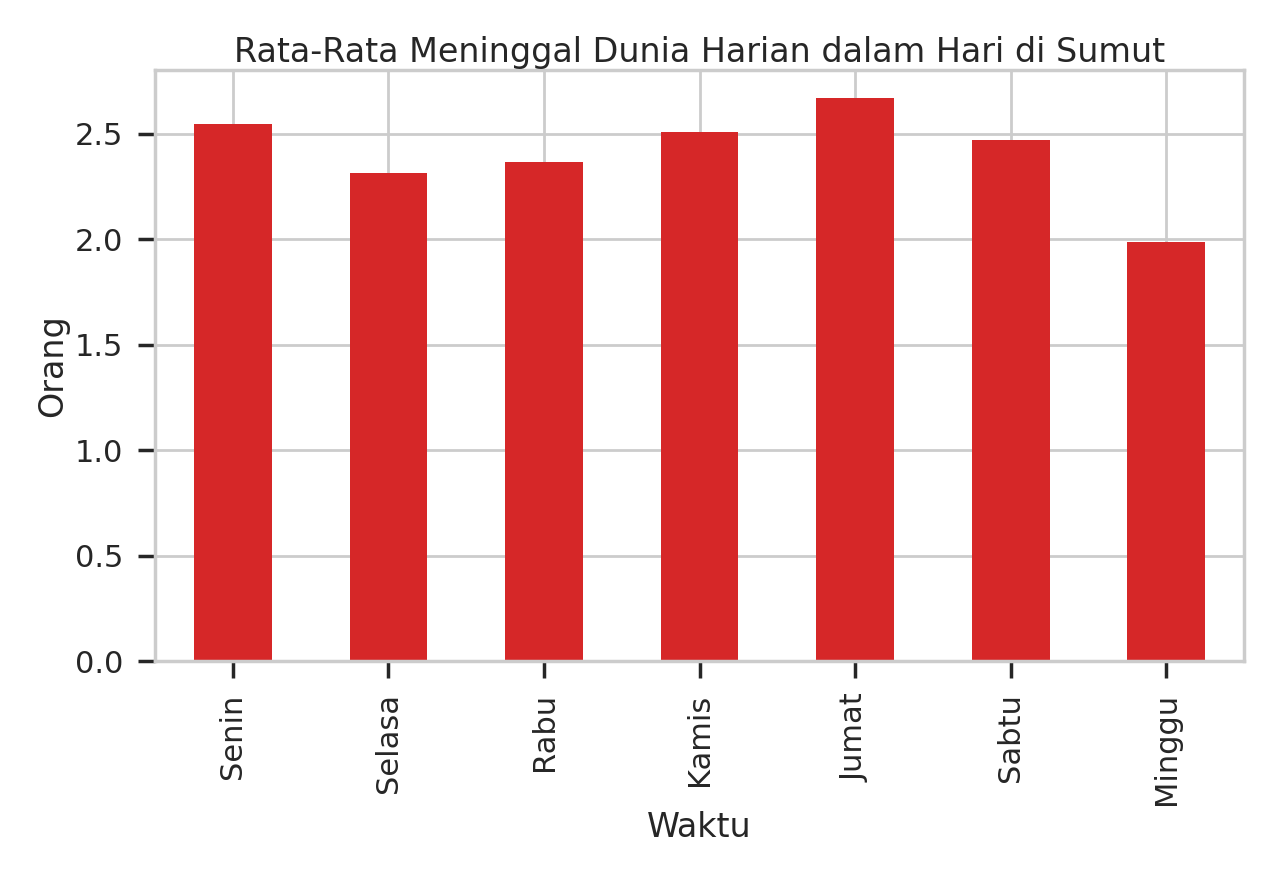 Rata-Rata Meninggal Dunia Harian dalam Hari di Sumut
Orang
2.5
2.0
1.5
1.0
0.5
0.0
Senin
Selasa
Rabu
Kamis
Jumat
Sabtu
Minggu
Waktu